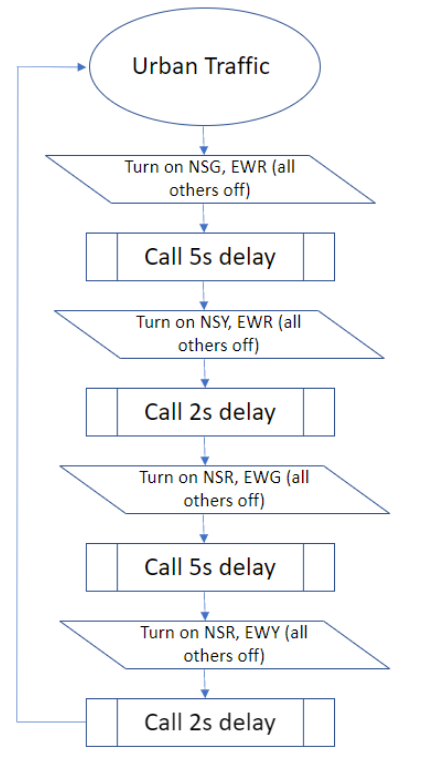 Urban Traffic
Turn on NSG, EWR (all
others off)
Call 5s delay
Turn on NSY, EWR (all
others off)
Call 2s delay
Turn on NSR, EWG (all
others off)
Call 5s delay
Turn on NSR, EWY (all
others off)
Call 2s delay